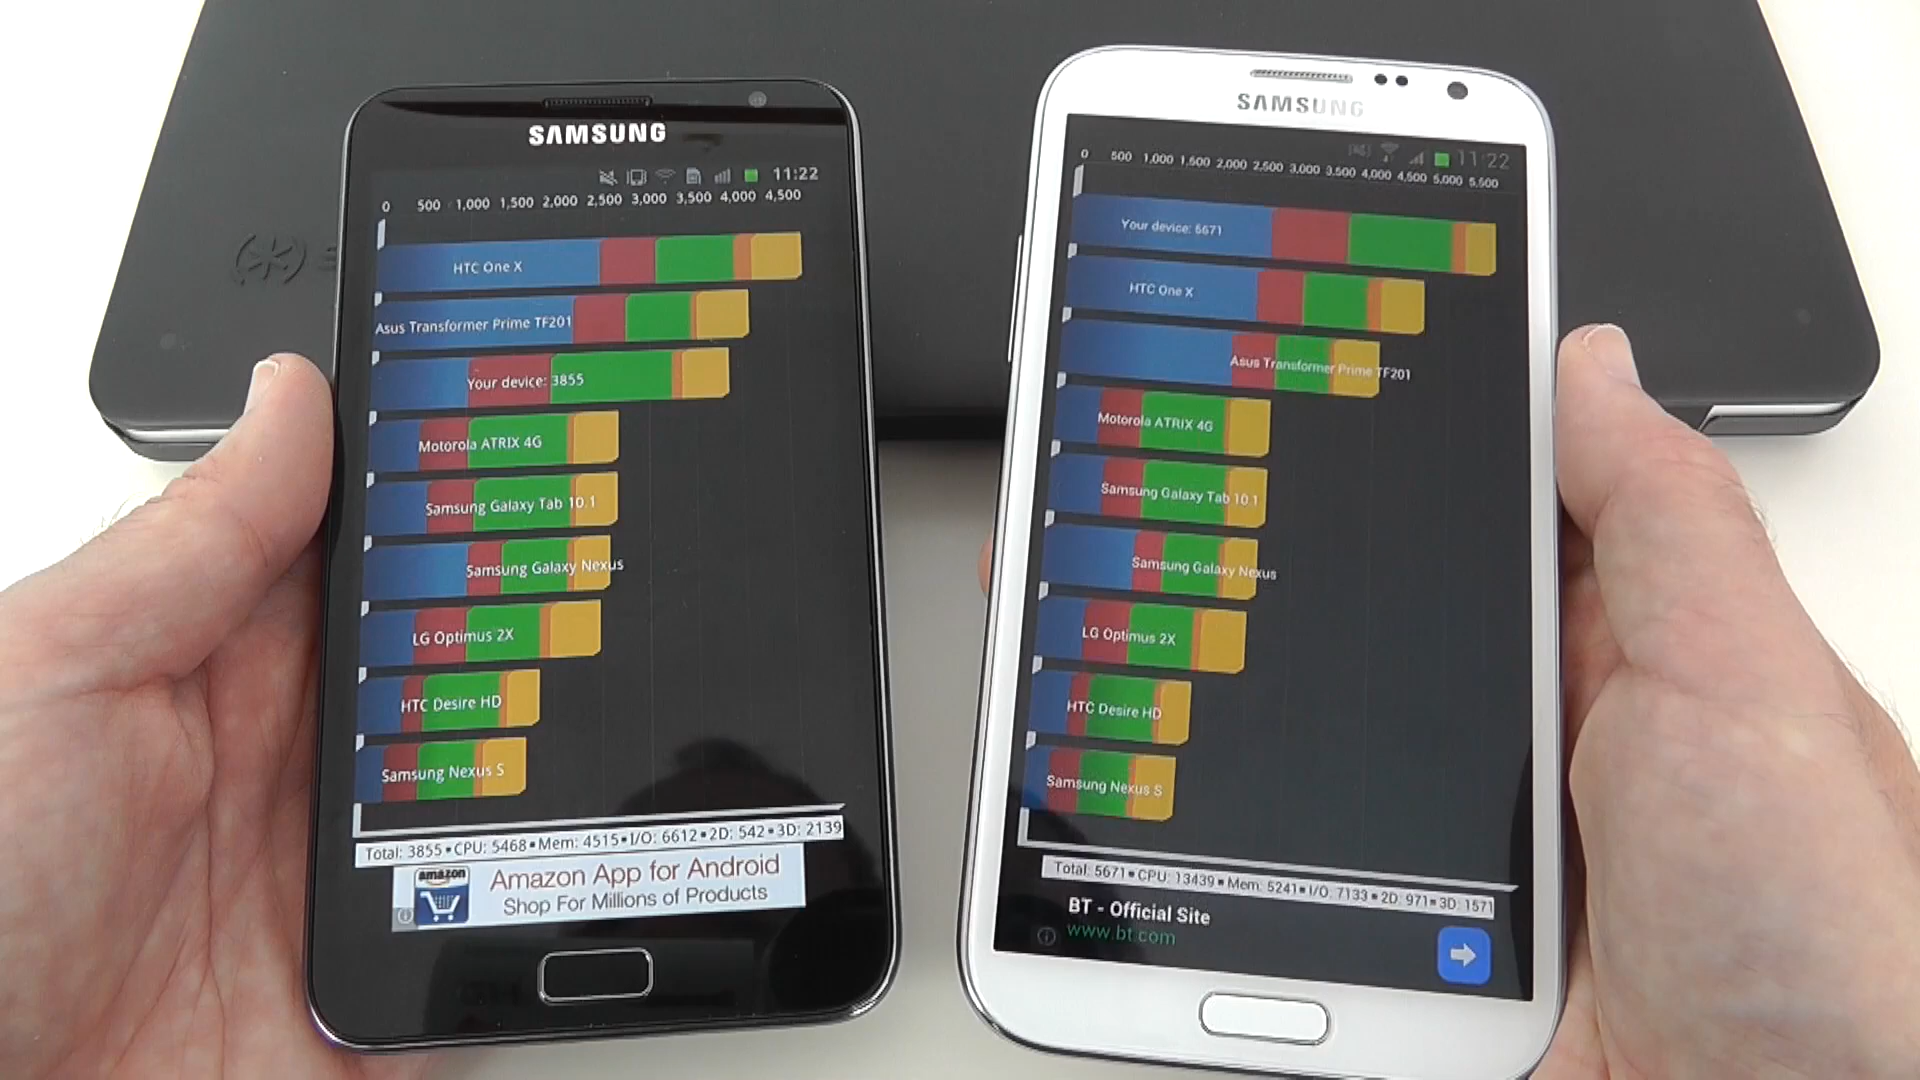 SAMSUNG
11:22
0 500 1,000 1,500 2,000 2,500 3,000 3,500 4,000 4,500
HTC One X
Asus Transformer Prime TF201
Your device: 3855
Motorola ATRIX 4G
Samsung Galaxy Tab 10.1
Samsung Galaxy Nexus
LG Optimus 2X
HTC Desire HD
Samsung Nexus S
Total: 3855 ▪ CPU: 5468 ▪ Mem: 4515 ▪ I/O: 6612 ▪ 2D: 542 ▪ 3D: 2139
amazon
Amazon App for Android
Shop For Millions of Products
SAMSUNG
11:22
0 500 1,000 1,500 2,000 2,500 3,000 3,500 4,000 4,500 5,000 5,500
Your device: 5671
HTC One X
Asus Transformer Prime TF201
Motorola ATRIX 4G
Samsung Galaxy Tab 10.1
Samsung Galaxy Nexus
LG Optimus 2X
HTC Desire HD
Samsung Nexus S
Total: 5671 ▪ CPU: 13439 ▪ Mem: 5241 ▪ I/O: 7133 ▪ 2D: 971 ▪ 3D: 1571
BT - Official Site
www.bt.com